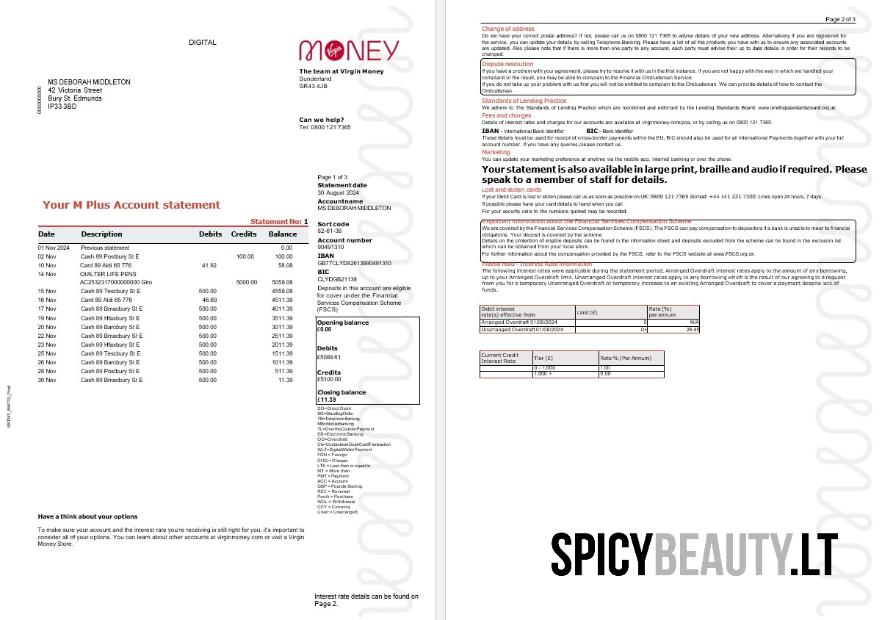 DIGITAL
Virgin
MONEY
The team at Virgin Money
Sunderland
SR43 4JB
MS DEBORAH MIDDLETON
42 Victoria Street
Bury St. Edmunds
IP33 3BD
Can we help?
Tel: 0800 121 7365
Your M Plus Account statement
Statement No: 1
Date Description Debits Credits Balance
01 Nov 2024 Previous statement 0.00
02 Nov Cash 69 Pourbury St E 100.00 100.00
10 Nov Card 89 Aldi 65 776 41.92 58.08
14 Nov QUILTER LIFE PENS
AC2532317000000000 Giro 5000.00 5058.08
15 Nov Cash 89 Tescbury St E 500.00 4558.08
16 Nov Card 89 Aldi 65 776 46.69 4511.39
17 Nov Cash 89 Bmasbury St E 500.00 4011.39
19 Nov Cash 89 Hfaxbury St E 500.00 3511.39
20 Nov Cash 89 Barcbury St E 500.00 3011.39
22 Nov Cash 89 Bmasbury St E 500.00 2511.39
23 Nov Cash 89 Hfaxbury St E 500.00 2011.39
25 Nov Cash 89 Tescbury St E 500.00 1511.39
26 Nov Cash 89 Barcbury St E 500.00 1011.39
28 Nov Cash 89 Postbury St E 500.00 511.39
30 Nov Cash 89 Bmasbury St E 500.00 11.39
Page 1 of 3
Statement date
30 August 2024
Accountname
MS DEBORAH MIDDLETON
Sort code
82-61-38
Account number
90491310
IBAN
GB77CLYD82613890491310
BIC
CLYDGB21138
Deposits in this account are eligible
for cover under the Financial
Services Compensation Scheme
(FSCS)
Opening balance
£0.00
Debits
£5088.61
Credits
£5100.00
Closing balance
£11.39
DD=Direct Debit
SO=Standing Order
TB=Telephone Banking
MB=Mobile Banking
EB=Electronic Banking
OD=Overdraft
FGN = Foreign
CHQ = Cheque
LTE = Less than or equal to
MT = More than
PMT = Payment
ACC = Account
GBP = Pounds Sterling
REV = Reversal
Purch = Purchase
WDL = Withdrawal
CCY = Currency
Unarr = Unarranged
Have a think about your options
To make sure your account and the interest rate you're receiving is still right for you, it's important to
consider all of your options. You can learn about other accounts at virginmoney.com or visit a Virgin
Money Store.
Interest rate details can be found on
Page 2.
Page 2 of 3
Change of address
Do we have your correct postal address? If not, please call us on 0800 121 7365 to advise details of your new address. Alternatively if you are registered for
the service, you can update your details by calling Telephone Banking. Please have a list of all the products you have with us to ensure any associated accounts
are updated. Also please note that if there is more than one party to any account, each party must advise their up to date details in order for their records to be
changed.
Dispute resolution
If you have a problem with your agreement, please try to resolve it with us in the first instance. If you are not happy with the way in which we handled your
complaint or the result, you may be able to complain to the Financial Ombudsman Service.
If you do not take up your problem with us first you will not be entitled to complain to the Ombudsman. We can provide details of how to contact the
Ombudsman.
Standards of Lending Practice
We adhere to The Standards of Lending Practice which are monitored and enforced by the Lending Standards Board: www.lendingstandardsboard.org.uk.
Fees and charges
Details of interest rates and charges for our accounts are available at virginmoney.com/pca, or by calling us on 0800 121 7365.
IBAN - International Bank Identifier BIC - Bank Identifier
These details must be used for receipt of cross-border payments within the EU. BIC should also be used for all International Payments together with your full
account number. If you have any queries please contact us.
Marketing
You can update your marketing preference at anytime via the mobile app, Internet banking or over the phone.
Your statement is also available in large print, braille and audio if required. Please
speak to a member of staff for details.
Lost and stolen cards
If your Debit Card is lost or stolen please call us as soon as possible on UK: 0800 121 7365 Abroad: +44 141 221 7300. Lines open 24 hours, 7 days
If possible please have your card details to hand when you call.
For your security calls to the numbers quoted may be recorded.
Important information about the Financial Services Compensation Scheme
We are covered by the Financial Services Compensation Scheme (FSCS). The FSCS can pay compensation to depositors if a bank is unable to meet its financial
obligations. Your deposit is covered by the scheme.
Details on the protection of eligible deposits can be found in the information sheet and deposits excluded from the scheme can be found in the exclusion list
which can be obtained from your local store.
For further information about the compensation provided by the FSCS, refer to the FSCS website at www.FSCS.org.uk.
Please read - Interest Rate Information
The following interest rates were applicable during the statement period. Arranged Overdraft interest rates apply to the amount of any borrowing,
up to your Arranged Overdraft limit. Unarranged Overdraft interest rates apply to any borrowing which is the result of our agreeing to a request
from you for a temporary Unarranged Overdraft or temporary increase to an existing Arranged Overdraft to cover a payment despite lack of
funds.
Debit interest
rate(s) effective from Limit (£) Rate (%)
per annum
Arranged Overdraft 01/08/2024 0 N/A
Unarranged Overdraft 01/08/2024 0+
Current Credit
Interest Rate Tier (£) Rate % (Per Annum)
0 - 1,000 1.00
1,000 + 0.00
SPICYBEAUTY.LT